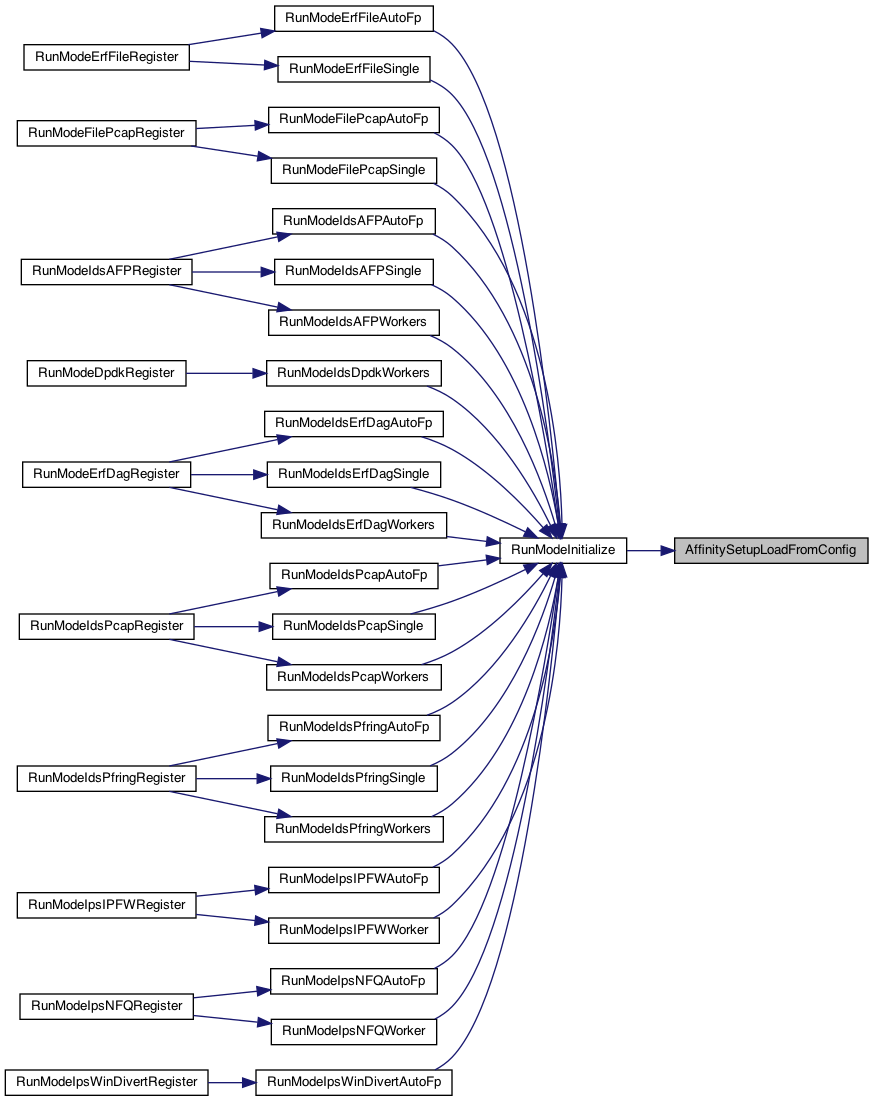 RunModeErfFileAutoFp
RunModeErfFileRegister
RunModeErfFileSingle
RunModeFilePcapAutoFp
RunModeFilePcapRegister
RunModeFilePcapSingle
RunModeIdsAFPAutoFp
RunModeIdsAFPRegister
RunModeIdsAFPSingle
RunModeIdsAFPWorkers
RunModeDpdkRegister
RunModeIdsDpdkWorkers
RunModeIdsErfDagAutoFp
RunModeErfDagRegister
RunModeIdsErfDagSingle
RunModeIdsErfDagWorkers
RunModeInitialize
AffinitySetupLoadFromConfig
RunModeIdsPcapAutoFp
RunModeIdsPcapRegister
RunModeIdsPcapSingle
RunModeIdsPcapWorkers
RunModeIdsPfringAutoFp
RunModeIdsPfringRegister
RunModeIdsPfringSingle
RunModeIdsPfringWorkers
RunModeIpsIPFWAutoFp
RunModeIpsIPFWRegister
RunModeIpsIPFWWorker
RunModeIpsNFQAutoFp
RunModeIpsNFQRegister
RunModeIpsNFQWorker
RunModeIpsWinDivertRegister
RunModeIpsWinDivertAutoFp